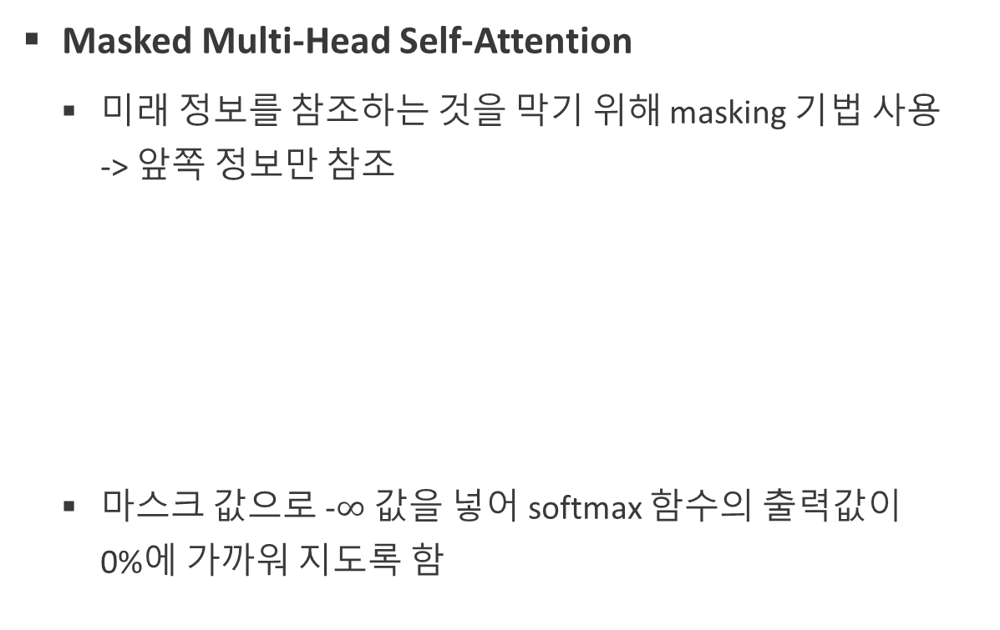 ▪ Masked Multi-Head Self-Attention
▪ 미래 정보를 참조하는 것을 막기 위해 masking 기법 사용
-> 앞쪽 정보만 참조
▪ 마스크 값으로 -∞ 값을 넣어 softmax 함수의 출력값이
0%에 가까워 지도록 함